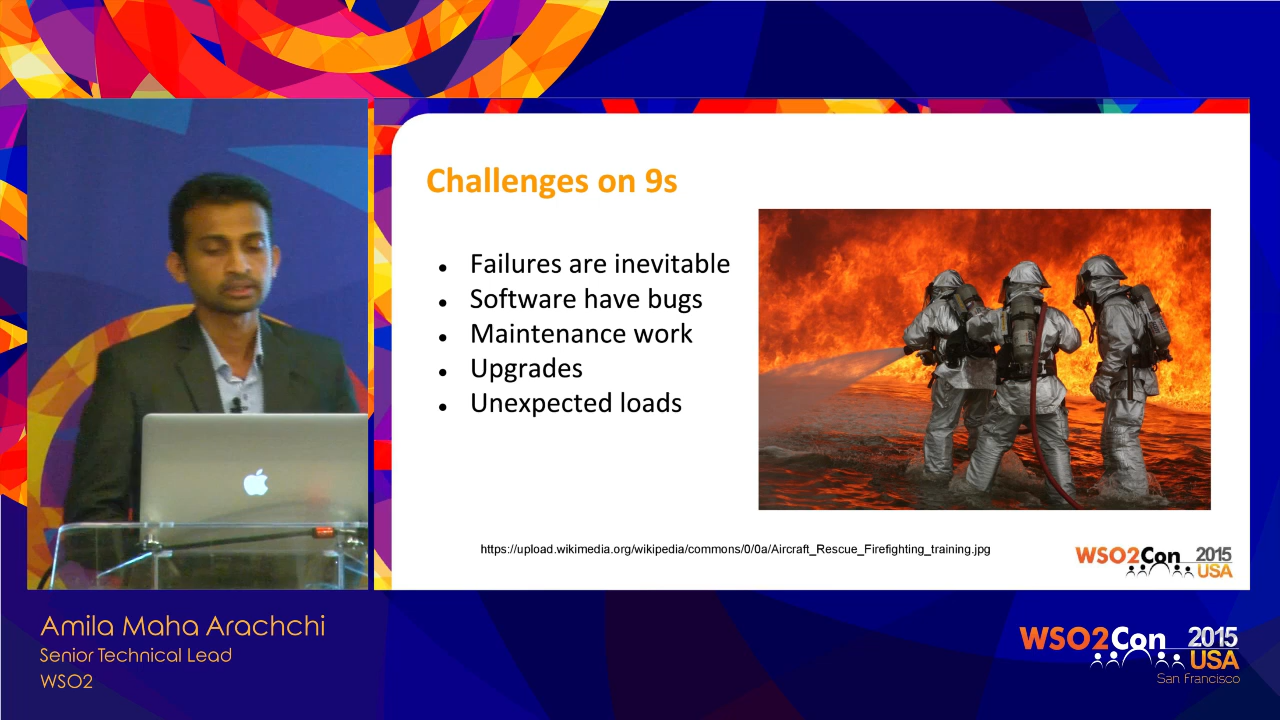 Challenges on 9s
Failures are inevitable
Software have bugs
Maintenance work
Upgrades
Unexpected loads
https://upload.wikimedia.org/wikipedia/commons/0/0a/Aircraft_Rescue_Firefighting_training.jpg
WSO2Con 2015
USA
Amila Maha Arachchi
Senior Technical Lead
WSO2
WSO2Con 2015
USA
San Francisco